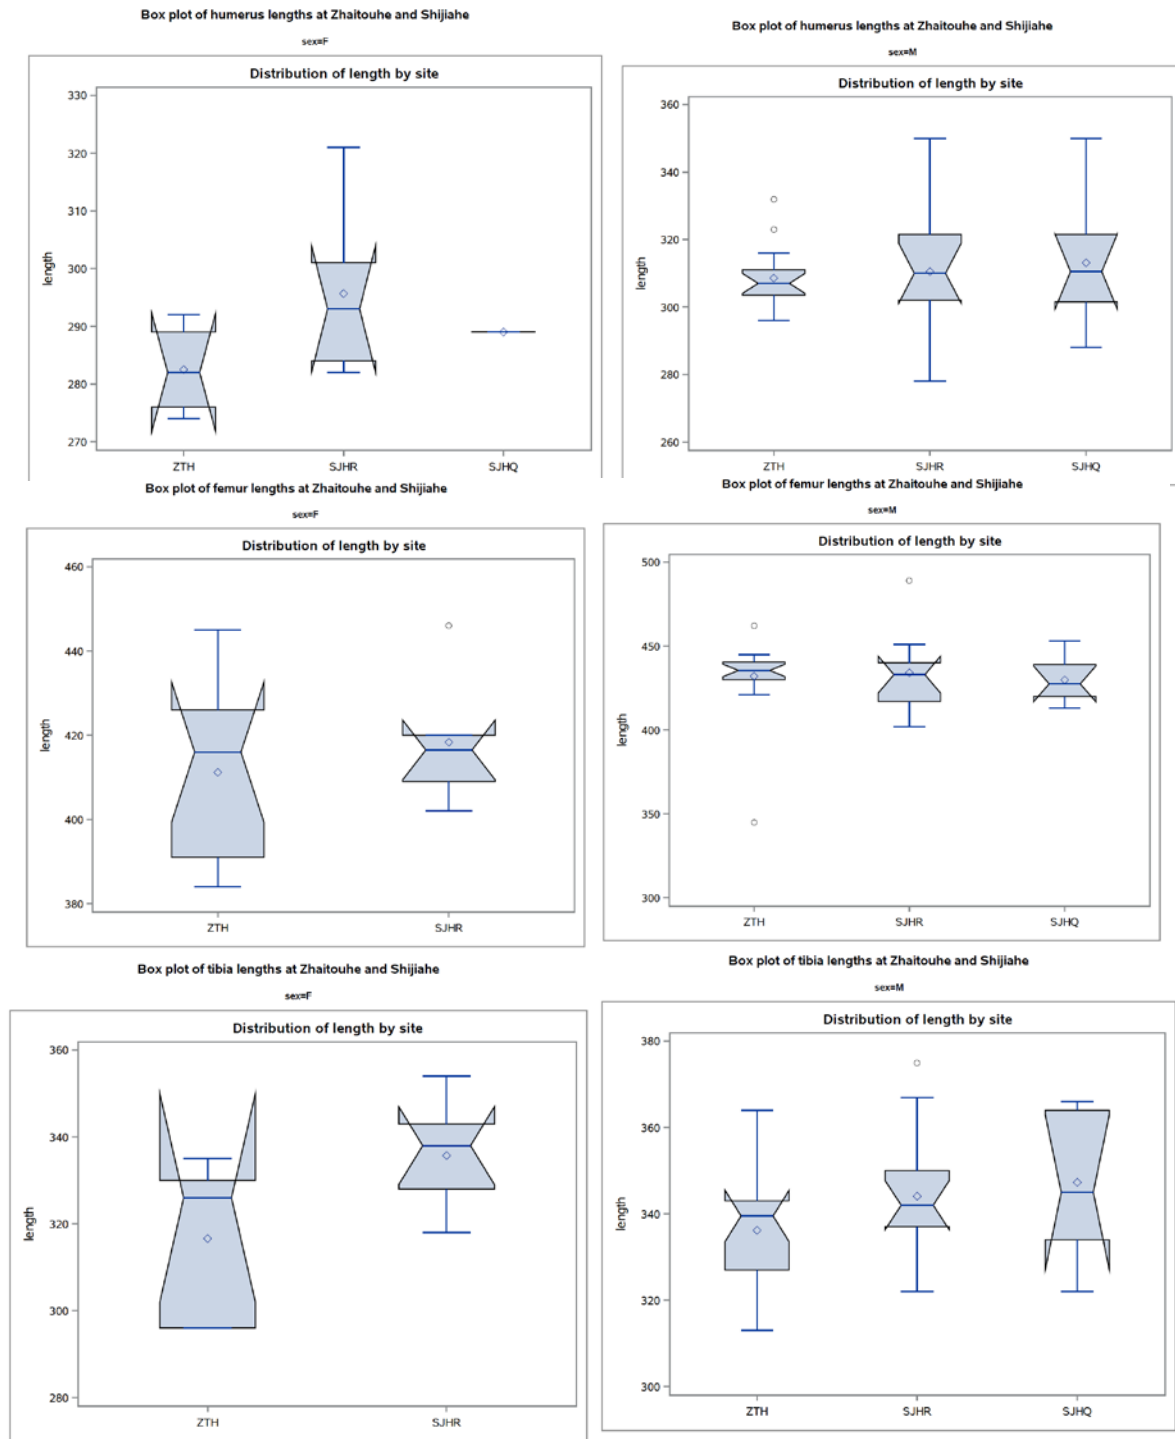 Box plot of humerus lengths at Zhaitouhe and Shijiahe
sex=F
Distribution of length by site
330
320
310
300
290
280
270
length
ZTH
SJHR
SJHQ
Box plot of humerus lengths at Zhaitouhe and Shijiahe
sex=M
Distribution of length by site
360
340
320
300
280
260
length
ZTH
SJHR
SJHQ
Box plot of femur lengths at Zhaitouhe and Shijiahe
sex=F
Distribution of length by site
460
440
420
400
380
length
ZTH
SJHR
Box plot of femur lengths at Zhaitouhe and Shijiahe
sex=M
Distribution of length by site
500
450
400
350
300
length
ZTH
SJHR
SJHQ
Box plot of tibia lengths at Zhaitouhe and Shijiahe
sex=F
Distribution of length by site
360
340
320
300
280
length
ZTH
SJHR
Box plot of tibia lengths at Zhaitouhe and Shijiahe
sex=M
Distribution of length by site
380
360
340
320
300
length
ZTH
SJHR
SJHQ